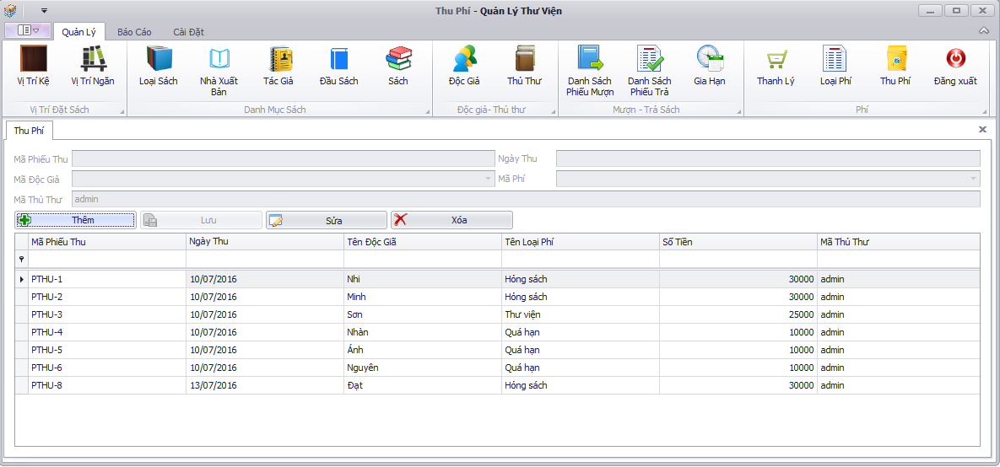 Thu Phí - Quản Lý Thư Viện
Quản Lý Báo Cáo Cài Đặt
Vị Trí Kệ Vị Trí Ngăn Loại Sách Nhà Xuất Bản Tác Giả Đầu Sách Sách Độc Giả Thủ Thư Danh Sách Phiếu Mượn Danh Sách Phiếu Trả Gia Hạn Thanh Lý Loại Phí Thu Phí Đăng xuất
Vị Trí Đặt Sách Danh Mục Sách Độc giả- Thủ thư Mượn - Trả Sách Phí
Thu Phí
Mã Phiếu Thu Ngày Thu
Mã Độc Giả Mã Phí
Mã Thủ Thư admin
Thêm Lưu Sửa Xóa
Mã Phiếu Thu Ngày Thu Tên Độc Giã Tên Loại Phí Số Tiền Mã Thủ Thư
PTHU-1 10/07/2016 Nhi Hỏng sách 30000 admin
PTHU-2 10/07/2016 Minh Hỏng sách 30000 admin
PTHU-3 10/07/2016 Sơn Thư viện 25000 admin
PTHU-4 10/07/2016 Nhàn Quá hạn 10000 admin
PTHU-5 10/07/2016 Ánh Quá hạn 10000 admin
PTHU-6 10/07/2016 Nguyên Quá hạn 10000 admin
PTHU-8 13/07/2016 Đạt Hỏng sách 30000 admin